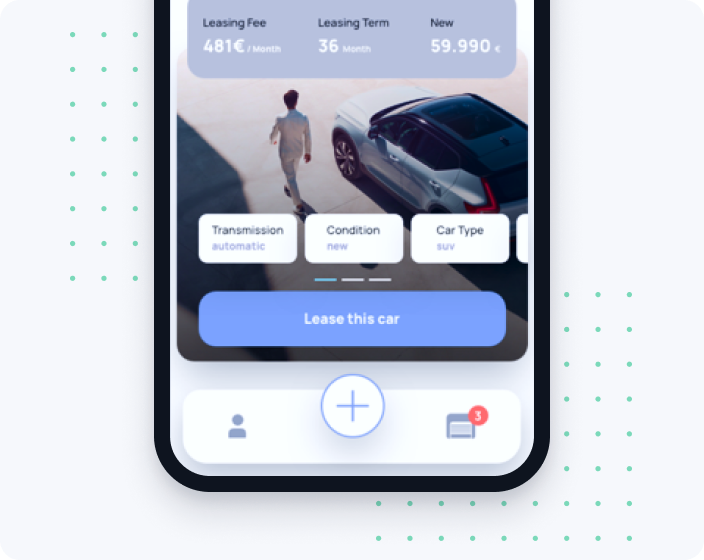 Leasing Fee Leasing Term New
481€ / Month 36 Month 59.990 €
Transmission Condition Car Type
automatic new suv
Lease this car
3